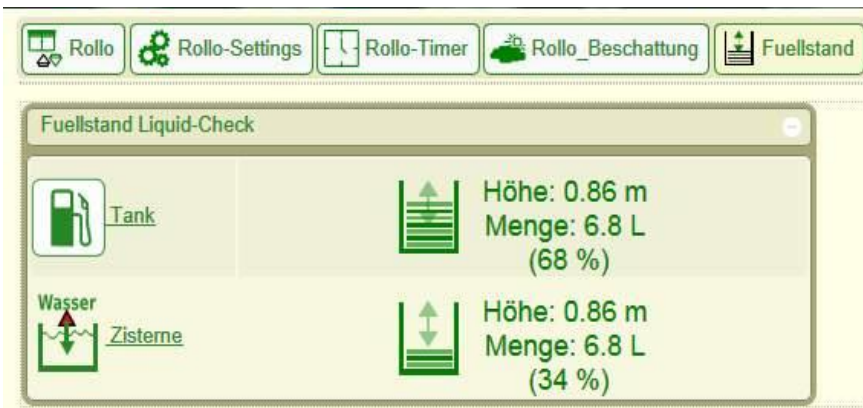 Rollo Rollo-Settings Rollo-Timer Rollo_Beschattung Fuellstand
Fuellstand Liquid-Check
Tank
Höhe: 0.86 m
Menge: 6.8 L
(68 %)
Wasser
Zisterne
Höhe: 0.86 m
Menge: 6.8 L
(34 %)